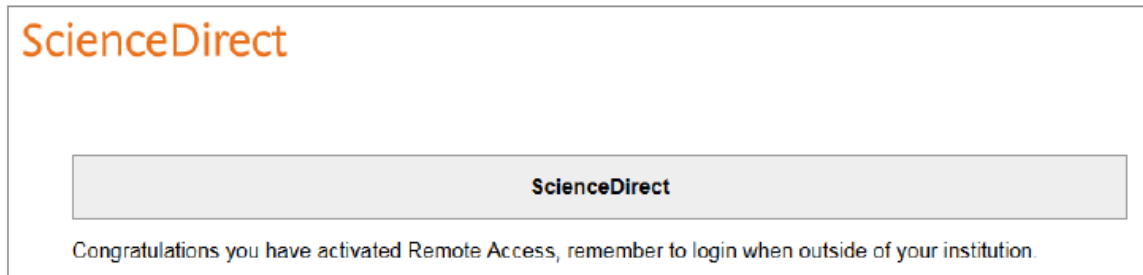 ScienceDirect
ScienceDirect
Congratulations you have activated Remote Access, remember to login when outside of your institution.